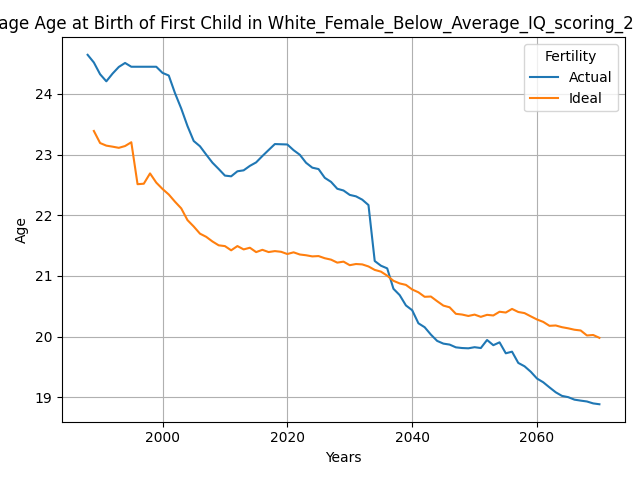 age Age at Birth of First Child in White_Female_Below_Average_IQ_scoring_2
Fertility
Actual
Ideal
24
23
22
21
20
19
Age
2000 2020 2040 2060
Years